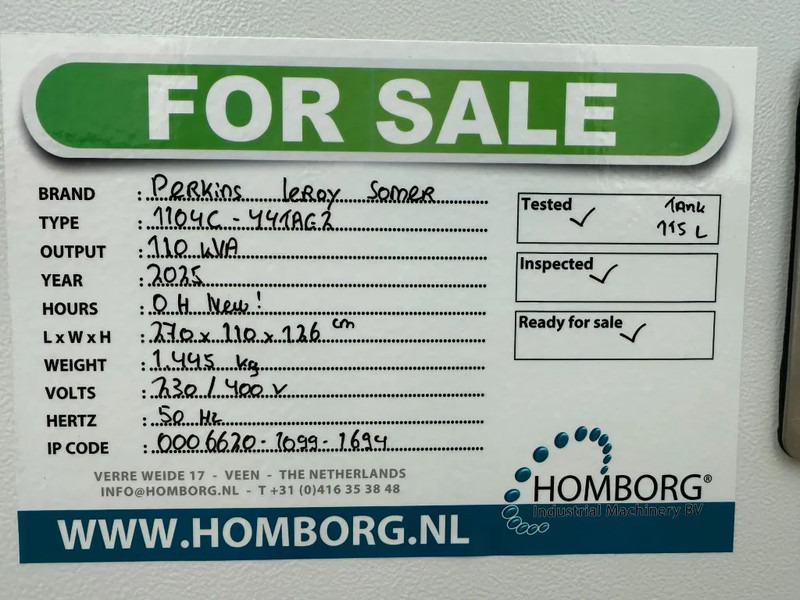 FOR SALE
BRAND : Perkins Leroy Somer
TYPE : 1104C - 44TAG2
OUTPUT : 110 kVA
YEAR : 2025
HOURS : 0 H New!
L x W x H : 270 x 110 x 126 cm
WEIGHT : 1.445 kg
VOLTS : 230 / 400 V
HERTZ : 50 Hz
IP CODE : 0006620-1099-1694
Tested ✓ Tank
115 L
Inspected ✓
Ready for sale ✓
VERRE WEIDE 17 - VEEN - THE NETHERLANDS
INFO@HOMBORG.NL - T +31 (0)416 35 38 48
HOMBORG®
Industrial Machinery BV
WWW.HOMBORG.NL